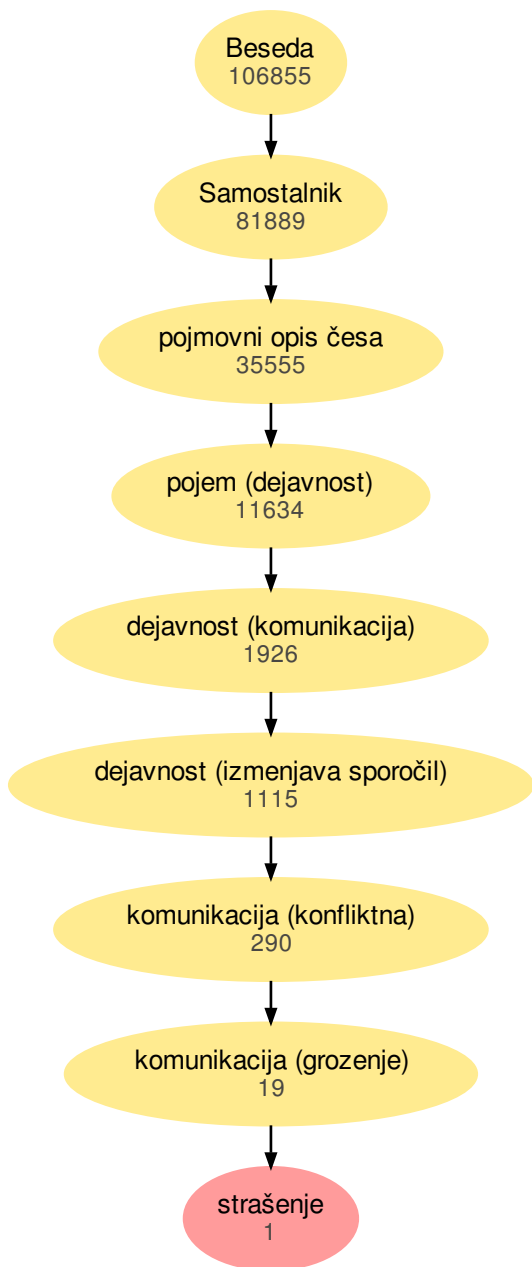 Beseda
106855
Samostalnik
81889
pojmovni opis česa
35555
pojem (dejavnost)
11634
dejavnost (komunikacija)
1926
dejavnost (izmenjava sporočil)
1115
komunikacija (konfliktna)
290
komunikacija (grozenje)
19
strašenje
1